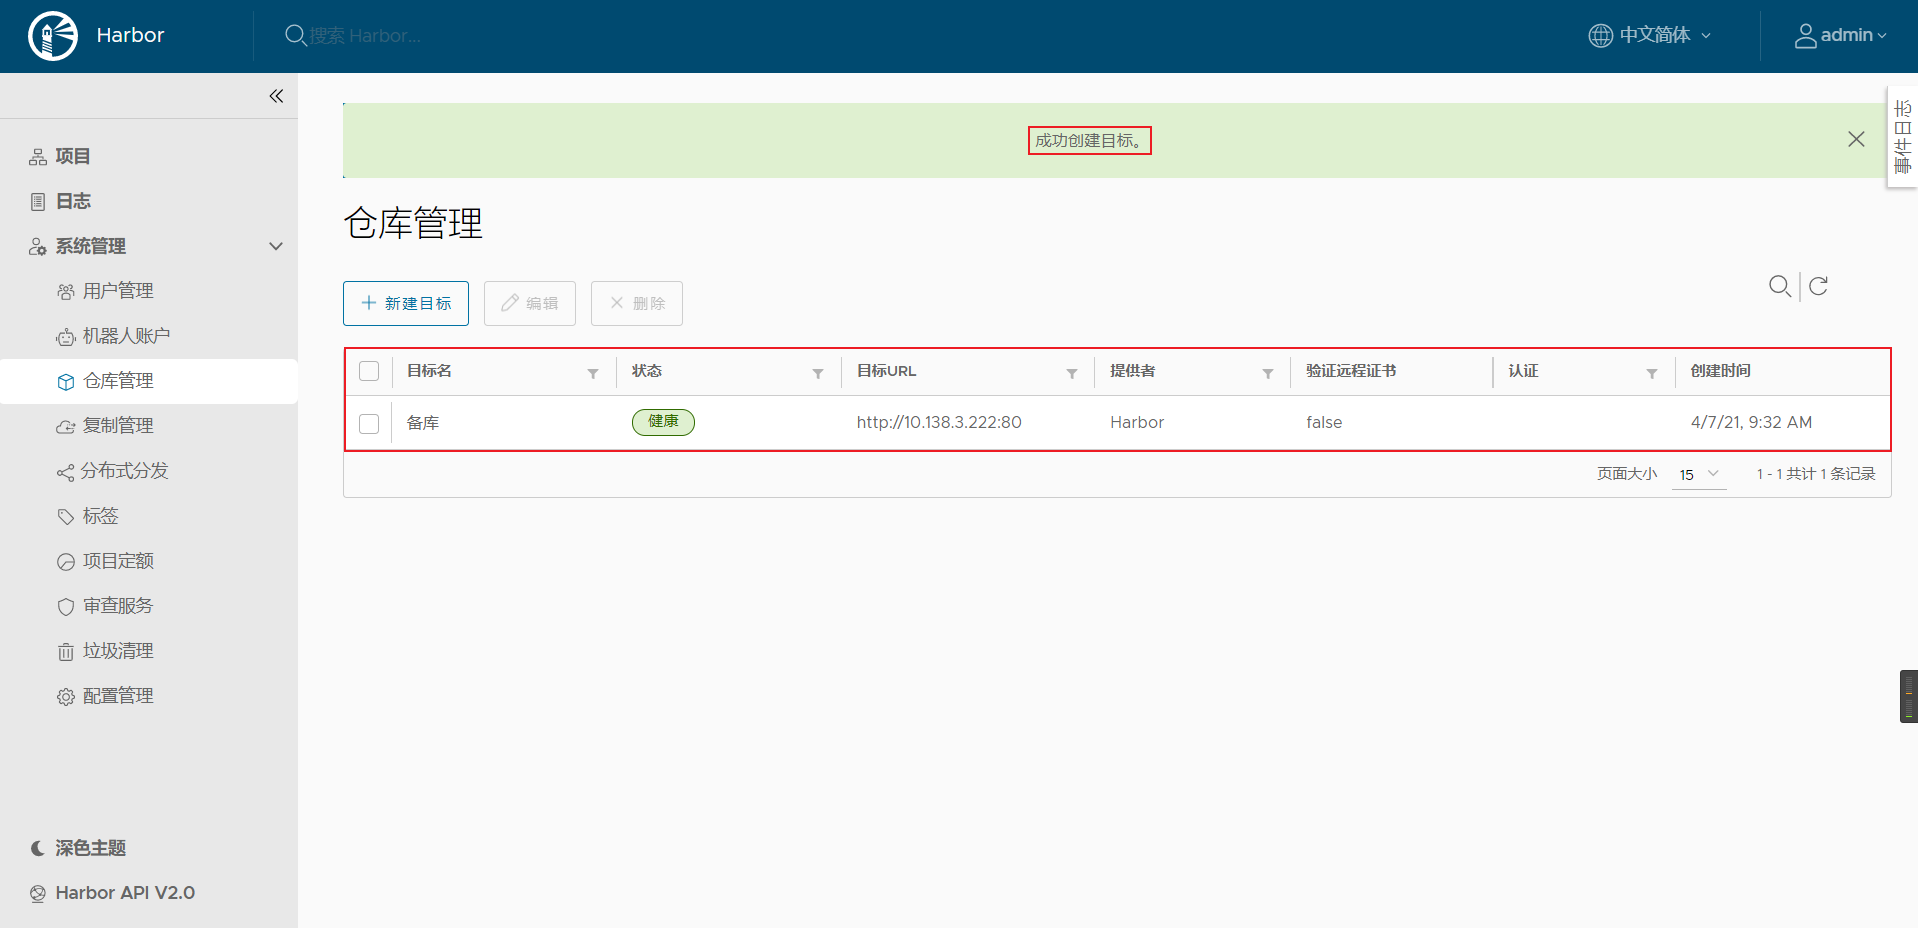 Harbor
搜索 Harbor...
中文简体
admin
事件日志
项目
日志
系统管理
用户管理
机器人账户
仓库管理
复制管理
分布式分发
标签
项目定额
审查服务
垃圾清理
配置管理
深色主题
Harbor API V2.0
成功创建目标。
仓库管理
新建目标 编辑 删除
目标名 状态 目标URL 提供者 验证远程证书 认证 创建时间
备库 健康 http://10.138.3.222:80 Harbor false 4/7/21, 9:32 AM
页面大小 15 1 - 1 共计 1 条记录